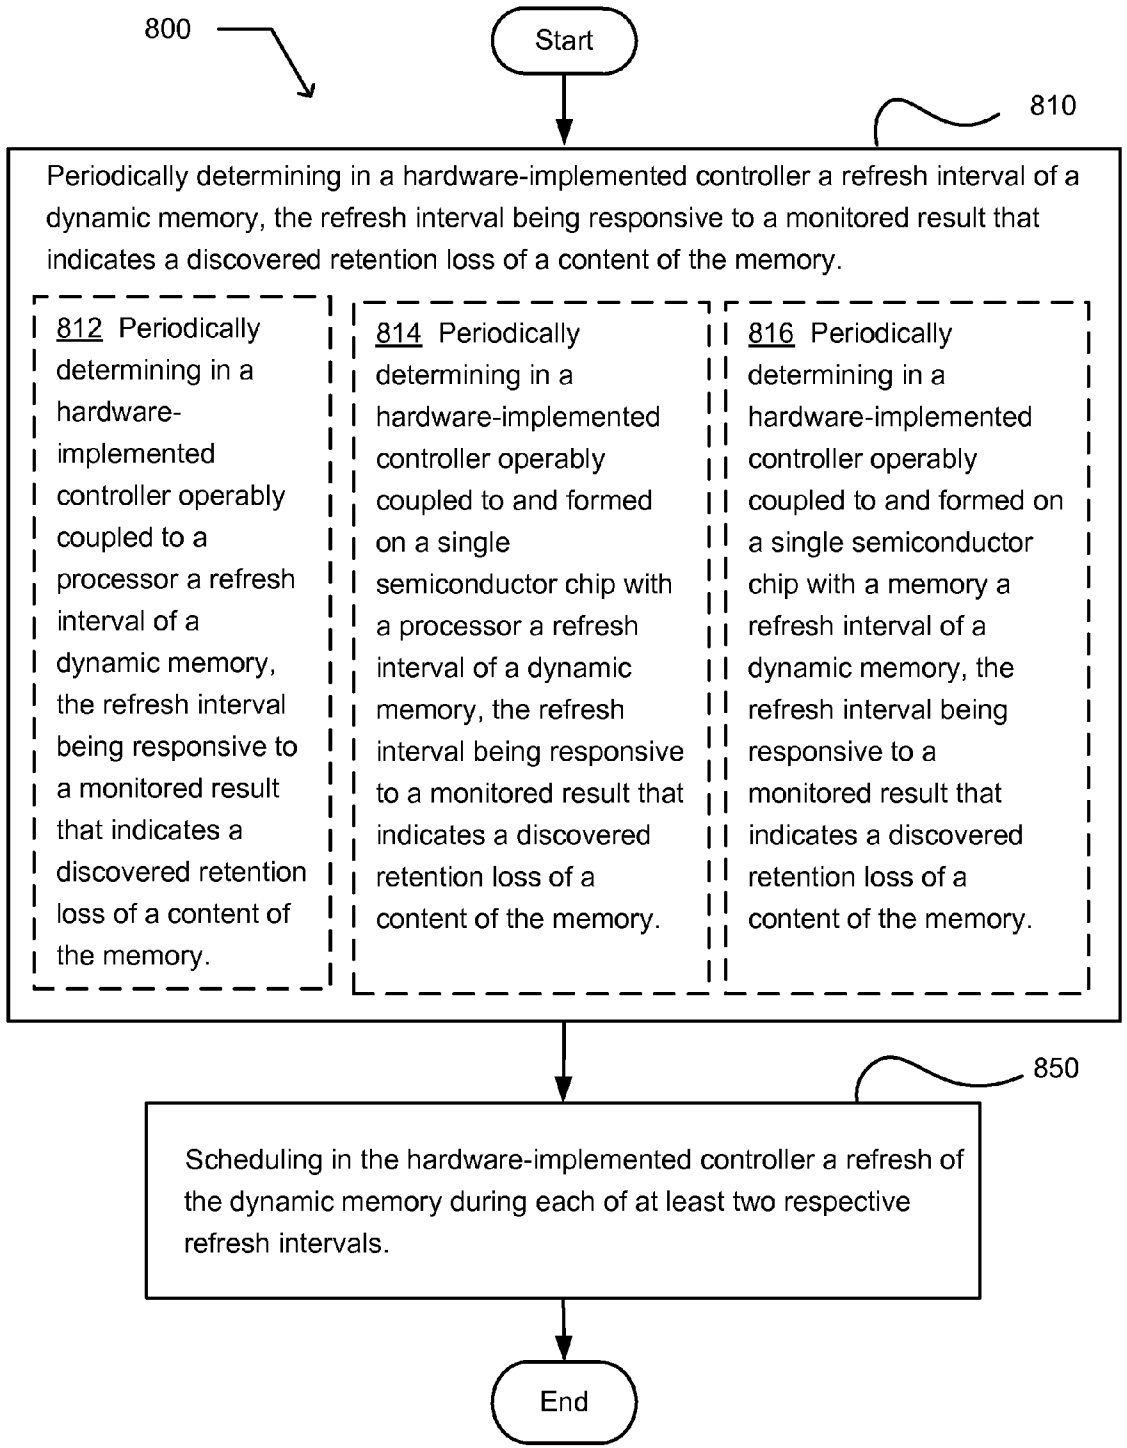 800
Start
810
Periodically determining in a hardware-implemented controller a refresh interval of a
dynamic memory, the refresh interval being responsive to a monitored result that
indicates a discovered retention loss of a content of the memory.
812 Periodically
determining in a
hardware-
implemented
controller operably
coupled to a
processor a refresh
interval of a
dynamic memory,
the refresh interval
being responsive to
a monitored result
that indicates a
discovered retention
loss of a content of
the memory.
814 Periodically
determining in a
hardware-implemented
controller operably
coupled to and formed
on a single
semiconductor chip with
a processor a refresh
interval of a dynamic
memory, the refresh
interval being responsive
to a monitored result that
indicates a discovered
retention loss of a
content of the memory.
816 Periodically
determining in a
hardware-implemented
controller operably
coupled to and formed on
a single semiconductor
chip with a memory a
refresh interval of a
dynamic memory, the
refresh interval being
responsive to a
monitored result that
indicates a discovered
retention loss of a
content of the memory.
850
Scheduling in the hardware-implemented controller a refresh of
the dynamic memory during each of at least two respective
refresh intervals.
End